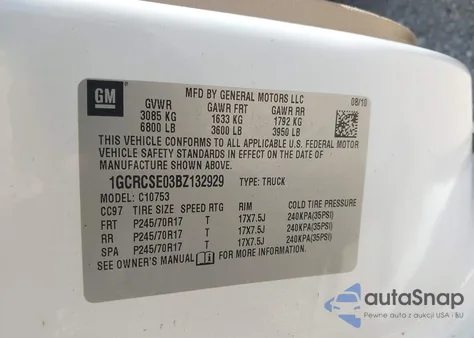 GM
MFD BY GENERAL MOTORS LLC
08/10
GVWR GAWR FRT GAWR RR
3085 KG 1633 KG 1792 KG
6800 LB 3600 LB 3950 LB
THIS VEHICLE CONFORMS TO ALL APPLICABLE U.S. FEDERAL MOTOR
VEHICLE SAFETY STANDARDS IN EFFECT ON THE DATE OF
MANUFACTURE SHOWN ABOVE.
1GCRCSE03BZ132929 TYPE: TRUCK
MODEL: C10753
CC97 TIRE SIZE SPEED RTG RIM COLD TIRE PRESSURE
FRT P245/70R17 T 17X7.5J 240KPA(35PSI)
RR P245/70R17 T 17X7.5J 240KPA(35PSI)
SPA P245/70R17 T 17X7.5J 240KPA(35PSI)
SEE OWNER'S MANUAL FOR MORE INFORMATION.
autoSnap
Pewne auta z USA i EU